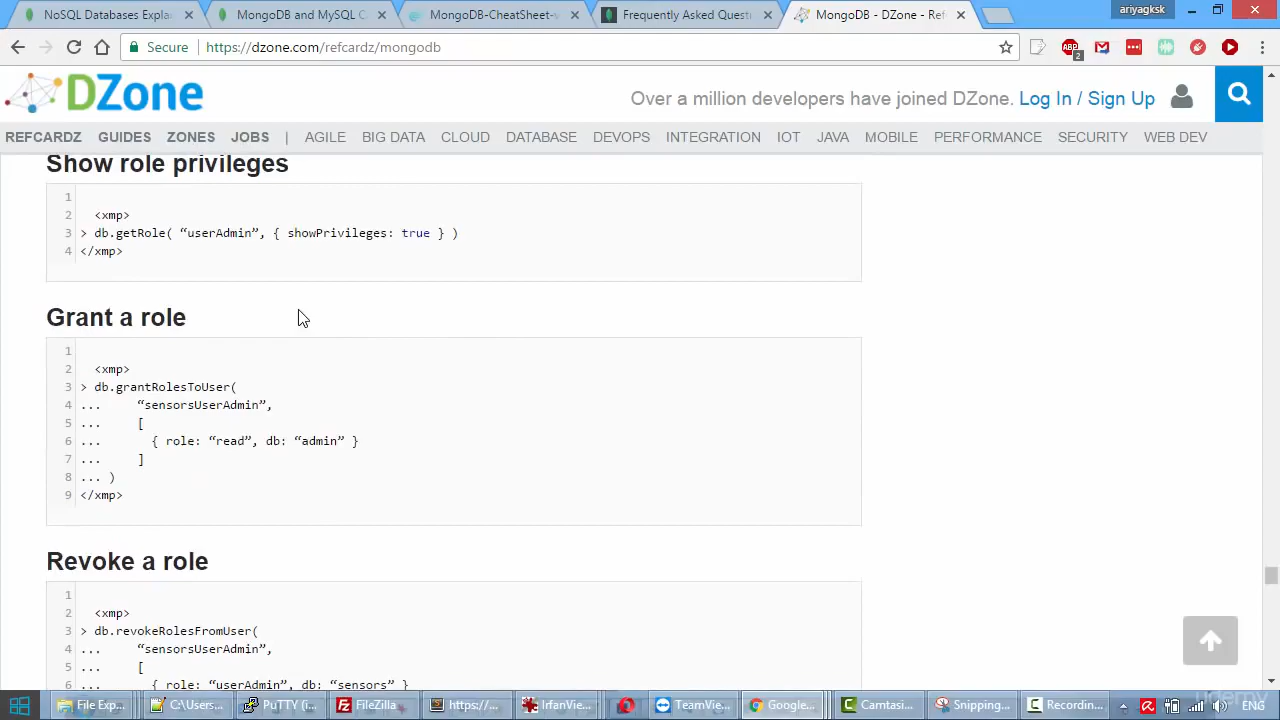 NoSQL Databases Explai
MongoDB and MySQL C
MongoDB-CheatSheet-v
Frequently Asked Quest
MongoDB - DZone - Ref
ariyagksk
Secure
https://dzone.com/refcardz/mongodb
ABP
2
DZone
Over a million developers have joined DZone. Log In / Sign Up
REFCARDZ GUIDES ZONES JOBS | AGILE BIG DATA CLOUD DATABASE DEVOPS INTEGRATION IOT JAVA MOBILE PERFORMANCE SECURITY WEB DEV
Show role privileges
1
2 <xmp>
3 > db.getRole( “userAdmin”, { showPrivileges: true } )
4 </xmp>
Grant a role
1
2 <xmp>
3 > db.grantRolesToUser(
4 ... “sensorsUserAdmin”,
5 ... [
6 ... { role: “read”, db: “admin” }
7 ... ]
8 ... )
9 </xmp>
Revoke a role
1
2 <xmp>
3 > db.revokeRolesFromUser(
4 ... “sensorsUserAdmin”,
5 ... [
6 ... { role: “userAdmin”, db: “sensors” }
File Exp...
C:\Users...
PuTTY (i...
FileZilla
https://...
IrfanVie...
TeamVie...
Google...
Camtasi...
Snipping...
Recordin...
ENG
udemy